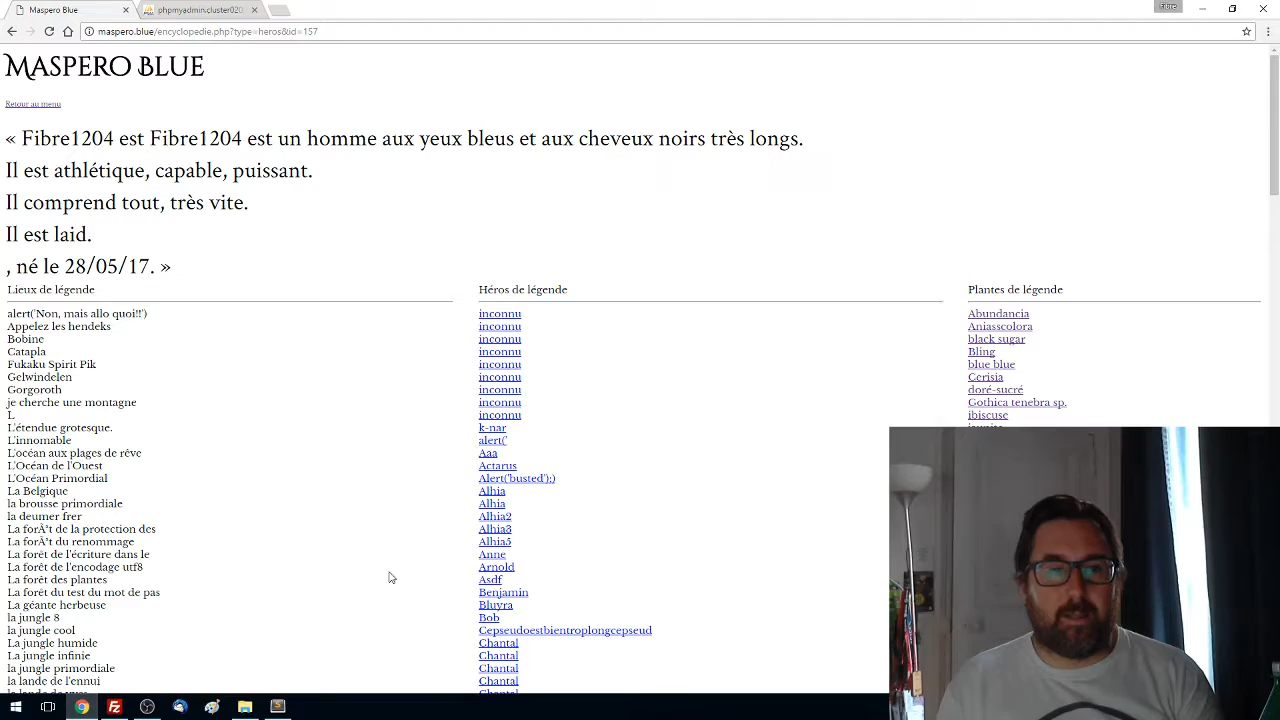 Maspero Blue
phpmyadmin.cluster020
maspero.blue/encyclopedie.php?type=heros&id=157
Maspero Blue
Retour au menu
« Fibre1204 est Fibre1204 est un homme aux yeux bleus et aux cheveux noirs très longs.
Il est athlétique, capable, puissant.
Il comprend tout, très vite.
Il est laid.
, né le 28/05/17. »
Lieux de légende
alert('Non, mais allo quoi!!')
Appelez les hendeks
Bobine
Catapla
Fukaku Spirit Pik
Gelwindelen
Gorgoroth
je cherche une montagne
L
L'étendue grotesque.
L'innomable
L'océan aux plages de rêve
L'Océan de l'Ouest
L'Océan Primordial
La Belgique
la brousse primordiale
la deumer frer
La forÃªt de la protection des
La forÃªt du renommage
La forêt de l'écriture dans le
La forêt de l'encodage utf8
La forêt des plantes
La forêt du test du mot de pas
La géante herbeuse
la jungle 8
la jungle cool
La jungle humide
La jungle infinie
La jungle primordiale
la lande de l'ennui
Héros de légende
inconnu
inconnu
inconnu
inconnu
inconnu
inconnu
inconnu
inconnu
inconnu
k-nar
alert('
Aaa
Actarus
Alert('busted');)
Alhia
Alhia
Alhia2
Alhia3
Alhia5
Anne
Arnold
Asdf
Benjamin
Bluyra
Bob
Cepseudoestbientroplongcepseud
Chantal
Chantal
Chantal
Chantal
Chantal
Plantes de légende
Abundancia
Aniasscolora
black sugar
Bling
blue blue
Cerisia
doré-sucré
Gothica tenebra sp.
ibiscuse